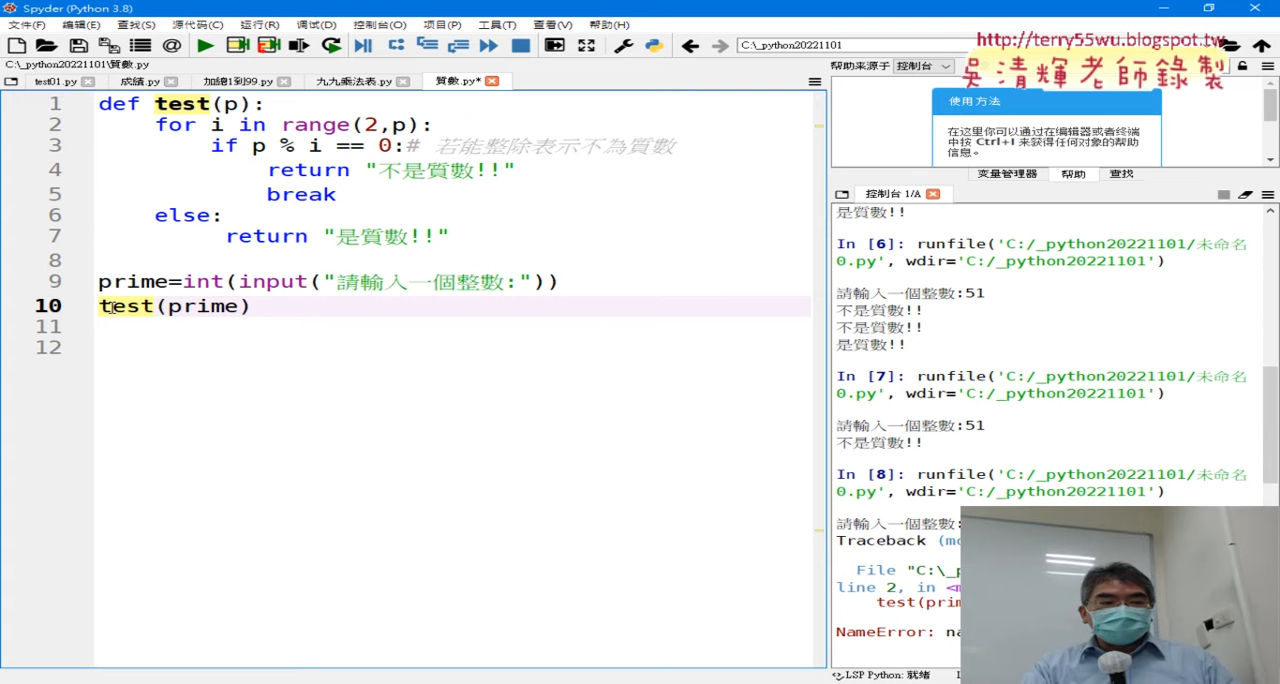 Spyder (Python 3.8)
文件(F) 编辑(E) 查找(S) 源代码(C) 运行(R) 调试(D) 控制台(O) 项目(P) 工具(T) 查看(V) 帮助(H)
C:\_python20221101
http://terry55wu.blogspot.tw
吳清輝老師錄製
C:\_python20221101\質數.py
test01.py 成績.py 加總1到99.py 九九乘法表.py 質數.py*
1 def test(p):
2 for i in range(2,p):
3 if p % i == 0:# 若能整除表示不為質數
4 return "不是質數!!"
5 break
6 else:
7 return "是質數!!"
8
9 prime=int(input("請輸入一個整數:"))
10 test(prime)
11
12
帮助来源于 控制台
使用方法
在这里你可以通过在编辑器或者终端
中按 Ctrl+I 来获得任何对象的帮助
信息。
变量管理器 帮助 查找
控制台 1/A
是質數!!
In [6]: runfile('C:/_python20221101/未命名
0.py', wdir='C:/_python20221101')
請輸入一個整數:51
不是質數!!
不是質數!!
是質數!!
In [7]: runfile('C:/_python20221101/未命名
0.py', wdir='C:/_python20221101')
請輸入一個整數:51
不是質數!!
In [8]: runfile('C:/_python20221101/未命名
0.py', wdir='C:/_python20221101')
請輸入一個整數:
Traceback
File "C:\_
line 2, in
test(
NameError:
LSP Python: 就绪